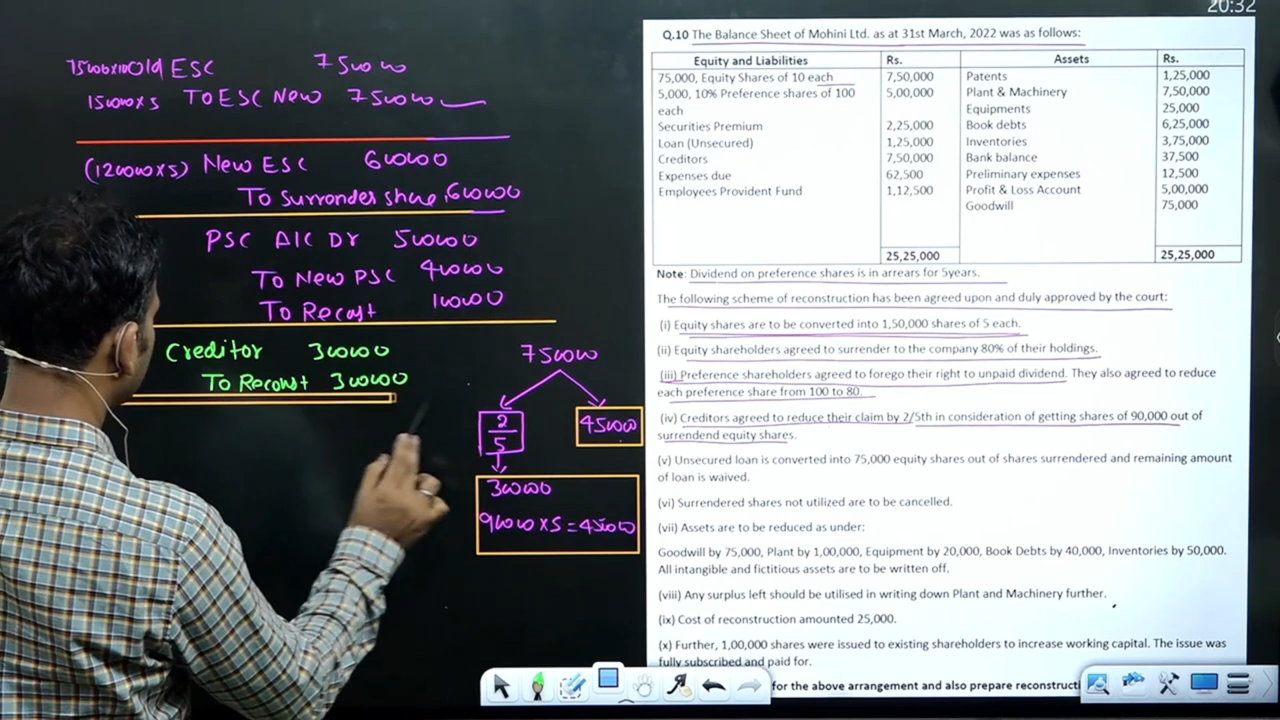 20:32
75000x10 Old ESC 750000
150000x5 To ESC New 750000
(120000x5) New ESC 600000
To Surrender share 600000
PSC A/C Dr 500000
To New PSC 400000
To Reconst 100000
Creditor 300000
To Reconst 300000
750000
2/5 450000
300000
90000x5=450000
Q.10 The Balance Sheet of Mohini Ltd. as at 31st March, 2022 was as follows:
Equity and Liabilities Rs. Assets Rs.
75,000, Equity Shares of 10 each 7,50,000 Patents 1,25,000
5,000, 10% Preference shares of 100 5,00,000 Plant & Machinery 7,50,000
each Equipments 25,000
Securities Premium 2,25,000 Book debts 6,25,000
Loan (Unsecured) 1,25,000 Inventories 3,75,000
Creditors 7,50,000 Bank balance 37,500
Expenses due 62,500 Preliminary expenses 12,500
Employees Provident Fund 1,12,500 Profit & Loss Account 5,00,000
Goodwill 75,000
25,25,000 25,25,000
Note: Dividend on preference shares is in arrears for 5years.
The following scheme of reconstruction has been agreed upon and duly approved by the court:
(i) Equity shares are to be converted into 1,50,000 shares of 5 each.
(ii) Equity shareholders agreed to surrender to the company 80% of their holdings.
(iii) Preference shareholders agreed to forego their right to unpaid dividend. They also agreed to reduce
each preference share from 100 to 80.
(iv) Creditors agreed to reduce their claim by 2/5th in consideration of getting shares of 90,000 out of
surrendend equity shares.
(v) Unsecured loan is converted into 75,000 equity shares out of shares surrendered and remaining amount
of loan is waived.
(vi) Surrendered shares not utilized are to be cancelled.
(vii) Assets are to be reduced as under:
Goodwill by 75,000, Plant by 1,00,000, Equipment by 20,000, Book Debts by 40,000, Inventories by 50,000.
All intangible and fictitious assets are to be written off.
(viii) Any surplus left should be utilised in writing down Plant and Machinery further.
(ix) Cost of reconstruction amounted 25,000.
(x) Further, 1,00,000 shares were issued to existing shareholders to increase working capital. The issue was
fully subscribed and paid for.
for the above arrangement and also prepare reconstructi